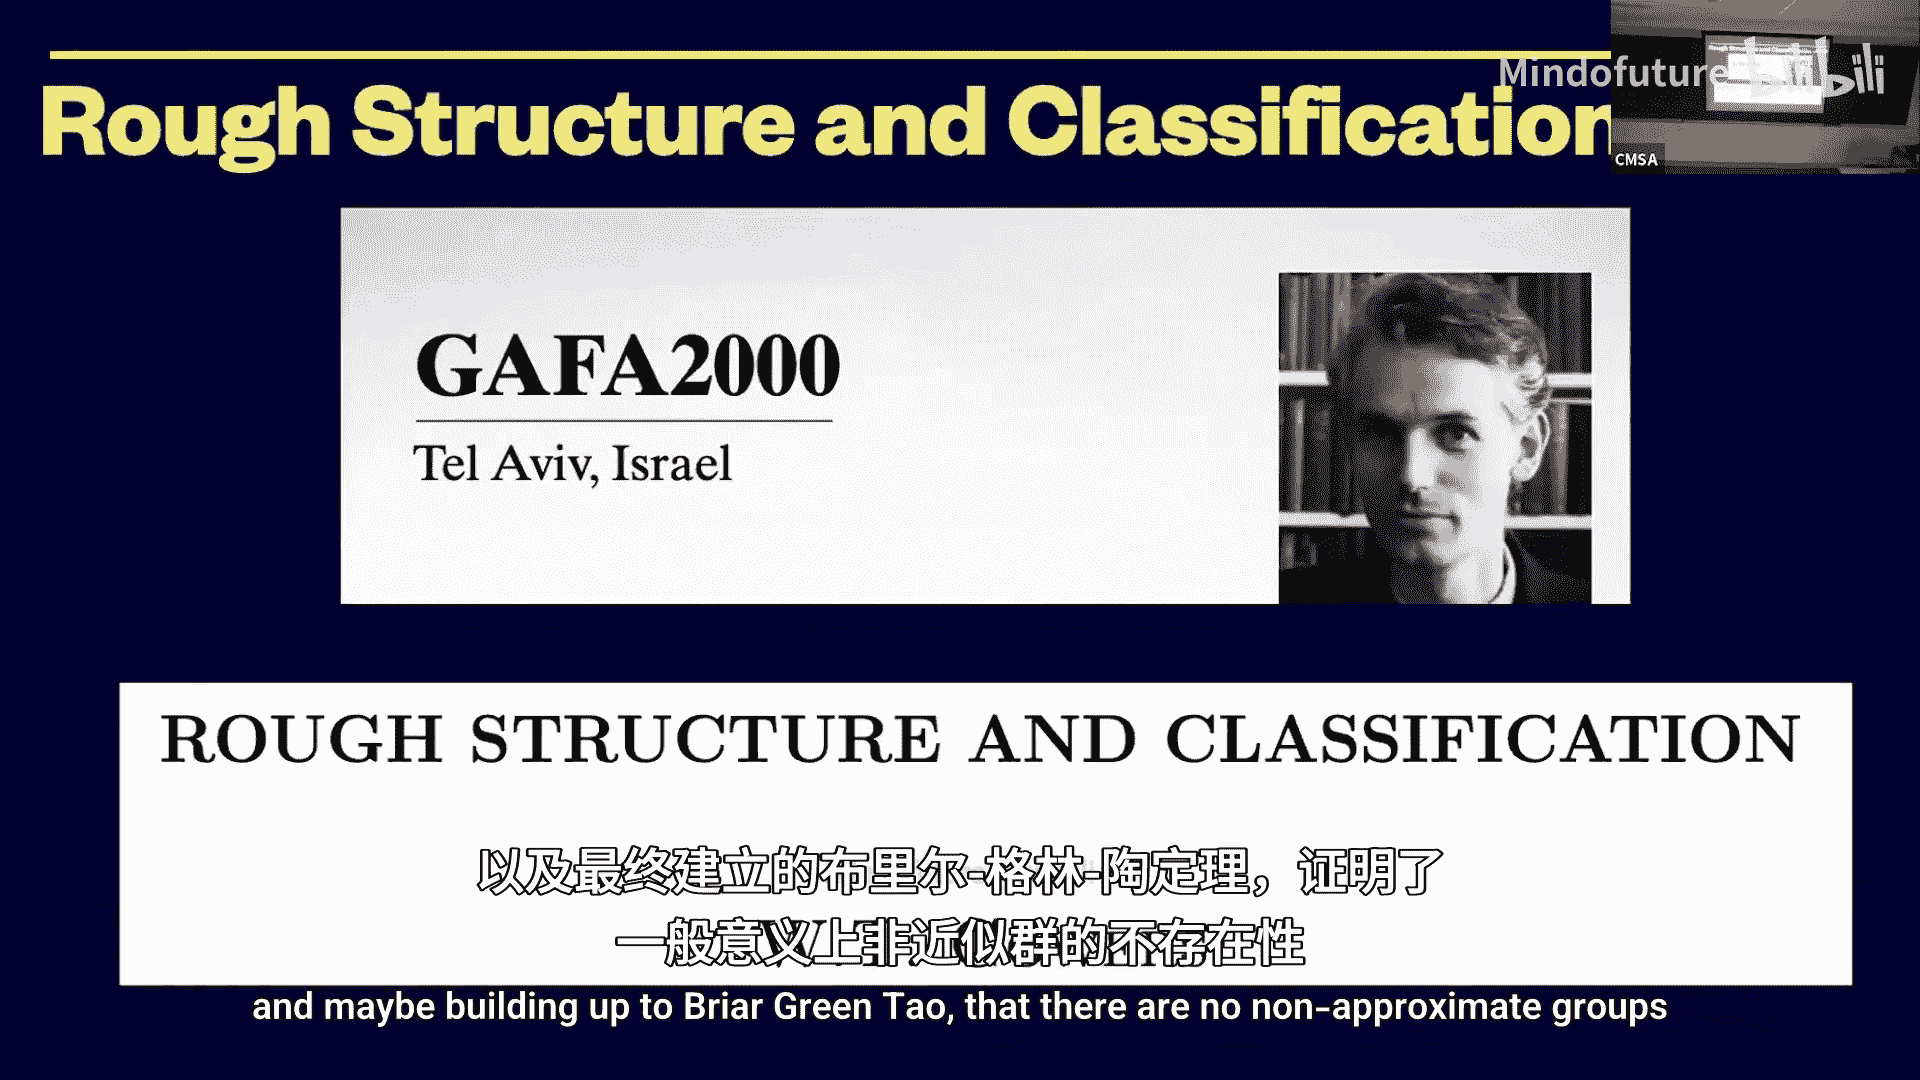 Mindofuture bilibili
Rough Structure and Classification
CMSA
GAFA2000
Tel Aviv, Israel
ROUGH STRUCTURE AND CLASSIFICATION
以及最终建立的布里尔-格林-陶定理，证明了
一般意义上非近似群的不存在性
and maybe building up to Briar Green Tao, that there are no non-approximate groups